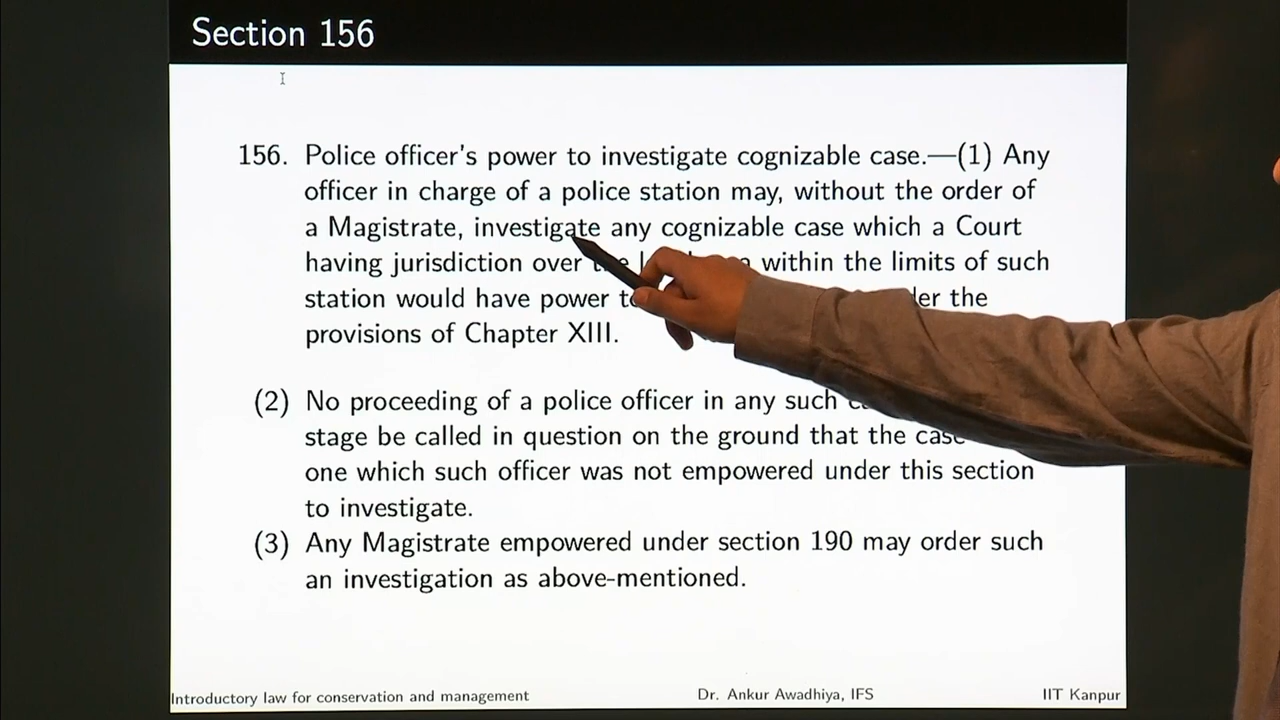 Section 156
156. Police officer's power to investigate cognizable case.—(1) Any
officer in charge of a police station may, without the order of
a Magistrate, investigate any cognizable case which a Court
having jurisdiction over within the limits of such
station would have power the
provisions of Chapter XIII.
(2) No proceeding of a police officer in any such
stage be called in question on the ground that the case
one which such officer was not empowered under this section
to investigate.
(3) Any Magistrate empowered under section 190 may order such
an investigation as above-mentioned.
Introductory law for conservation and management Dr. Ankur Awadhiya, IFS IIT Kanpur